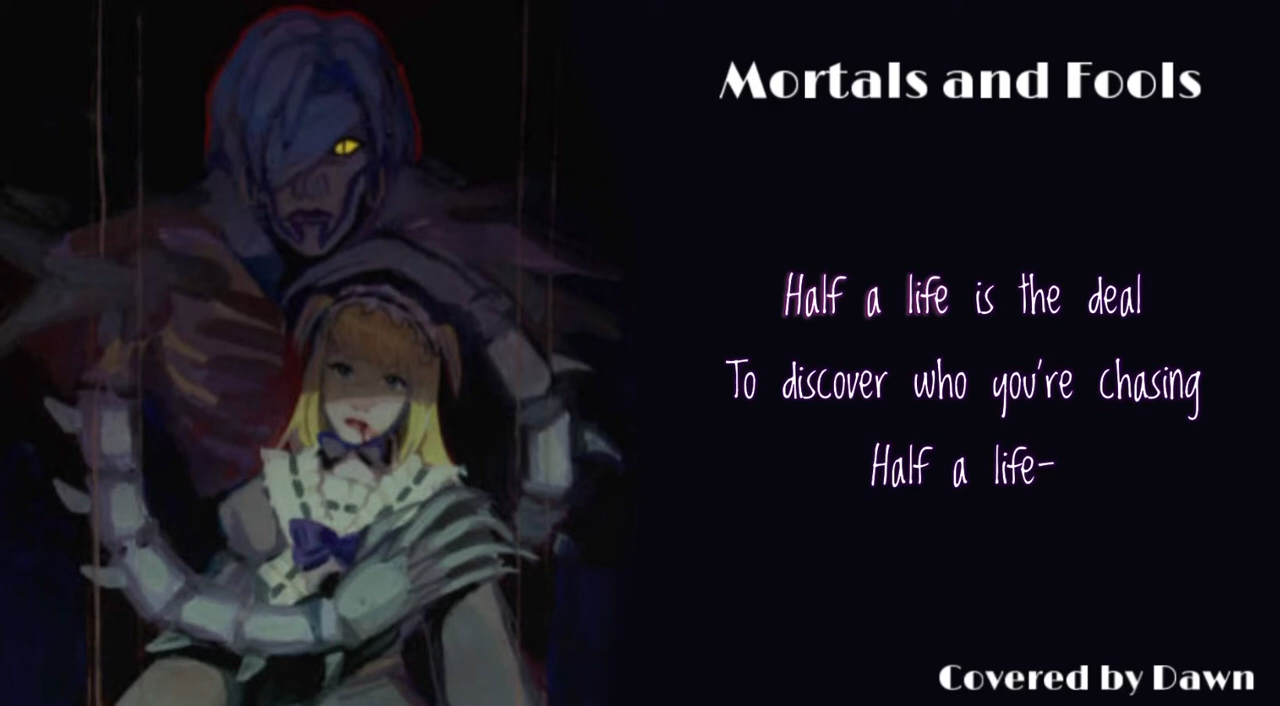 Mortals and Fools
Half a life is the deal
To discover who you're chasing
Half a life-
Covered by Dawn